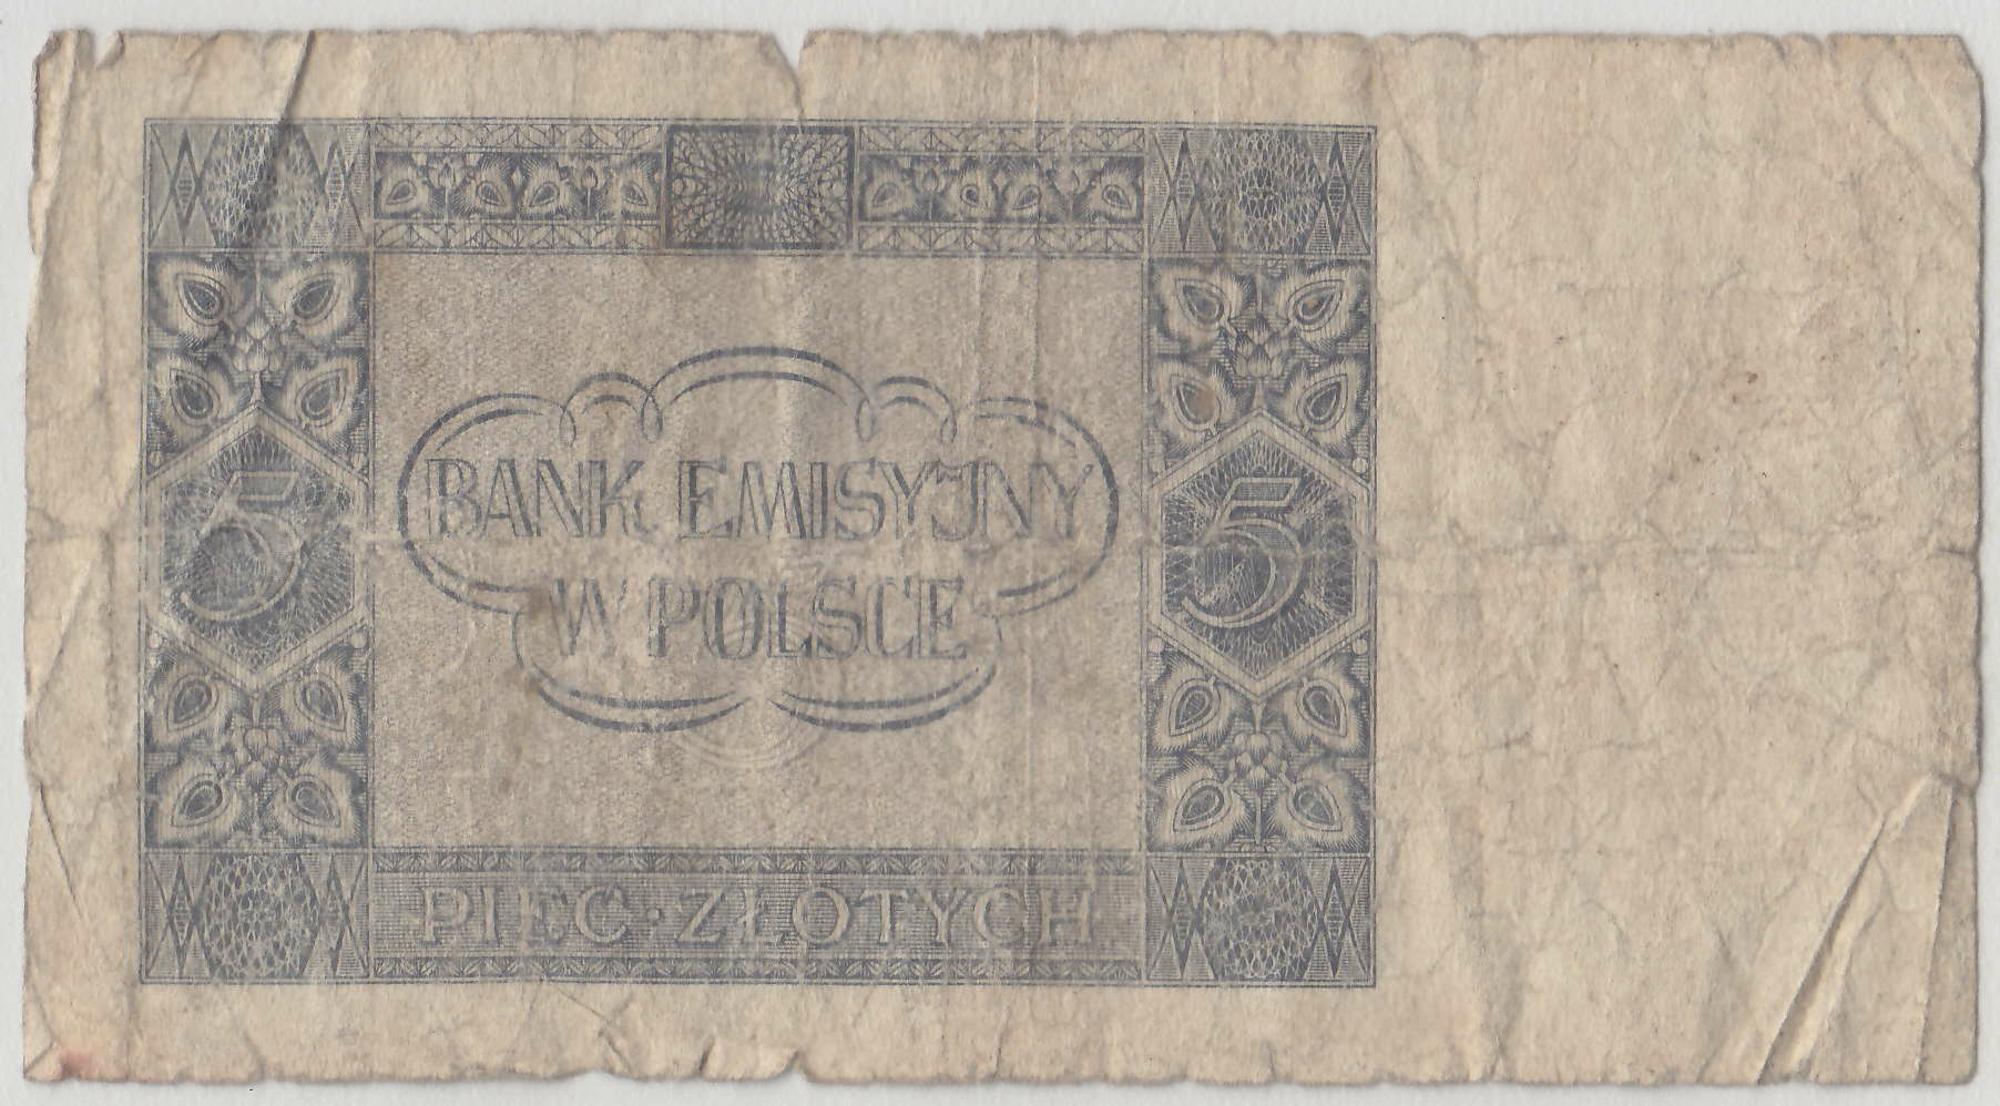 BANK EMISYJNY
W POLSCE
5
5
PIĘĆ · ZŁOTYCH